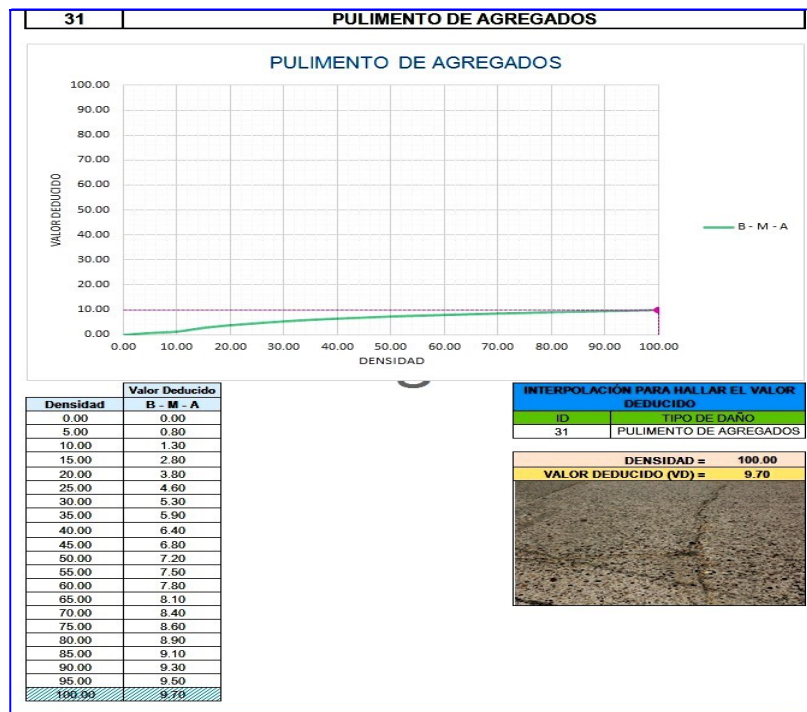 31 PULIMENTO DE AGREGADOS
PULIMENTO DE AGREGADOS
100.00
90.00
80.00
70.00
60.00
50.00
40.00
30.00
20.00
10.00
0.00
VALOR DEDUCIDO
0.00 10.00 20.00 30.00 40.00 50.00 60.00 70.00 80.00 90.00 100.00
DENSIDAD
B - M - A
Valor Deducido
Densidad B - M - A
0.00 0.00
5.00 0.80
10.00 1.30
15.00 2.80
20.00 3.80
25.00 4.60
30.00 5.30
35.00 5.90
40.00 6.40
45.00 6.80
50.00 7.20
55.00 7.50
60.00 7.80
65.00 8.10
70.00 8.40
75.00 8.60
80.00 8.90
85.00 9.10
90.00 9.30
95.00 9.50
100.00 9.70
INTERPOLACIÓN PARA HALLAR EL VALOR
DEDUCIDO
ID TIPO DE DAÑO
31 PULIMENTO DE AGREGADOS
DENSIDAD = 100.00
VALOR DEDUCIDO (VD) = 9.70